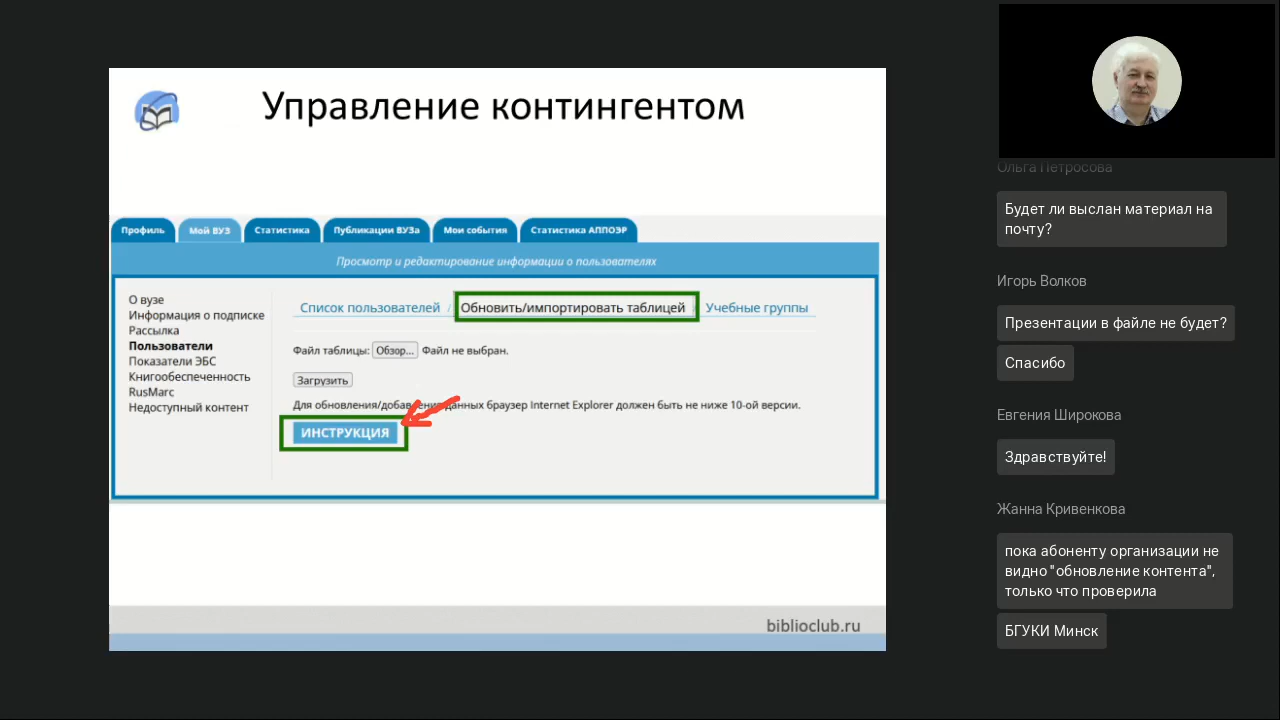 Управление контингентом
Профиль
Мой ВУЗ
Статистика
Публикации ВУЗа
Мои события
Статистика АППОЭР
Просмотр и редактирование информации о пользователях
О вузе
Информация о подписке
Рассылка
Пользователи
Показатели ЭБС
Книгообеспеченность
RusMarc
Недоступный контент
Список пользователей / Обновить/импортировать таблицей / Учебные группы
Файл таблицы: Обзор... Файл не выбран.
Загрузить
Для обновления/добавления данных браузер Internet Explorer должен быть не ниже 10-ой версии.
ИНСТРУКЦИЯ
biblioclub.ru
Ольга Петросова
Будет ли выслан материал на
почту?
Игорь Волков
Презентации в файле не будет?
Спасибо
Евгения Широкова
Здравствуйте!
Жанна Кривенкова
пока абоненту организации не
видно "обновление контента",
только что проверила
БГУКИ Минск